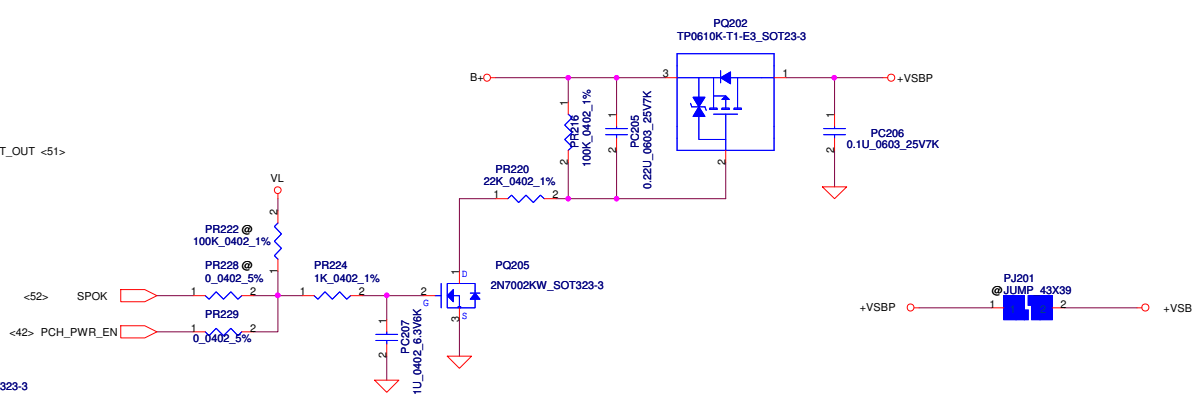 PQ202
TP0610K-T1-E3_SOT23-3
B+
3
1
+VSBP
1
2
PR216
100K_0402_1%
1
2
PC205
0.22U_0603_25V7K
2
1
2
PC206
0.1U_0603_25V7K
T_OUT <51>
PR220
22K_0402_1%
1
2
VL
2
1
PR222 @
100K_0402_1%
PR228 @
0_0402_5%
PR224
1K_0402_1%
PQ205
2N7002KW_SOT323-3
1
D
2
G
3
S
<52> SPOK
1
2
1
2
PR229
<42> PCH_PWR_EN
1
2
0_0402_5%
1
2
PC207
1U_0402_6.3V6K
PJ201
@JUMP_43X39
+VSBP
1
1
2
2
+VSB
323-3